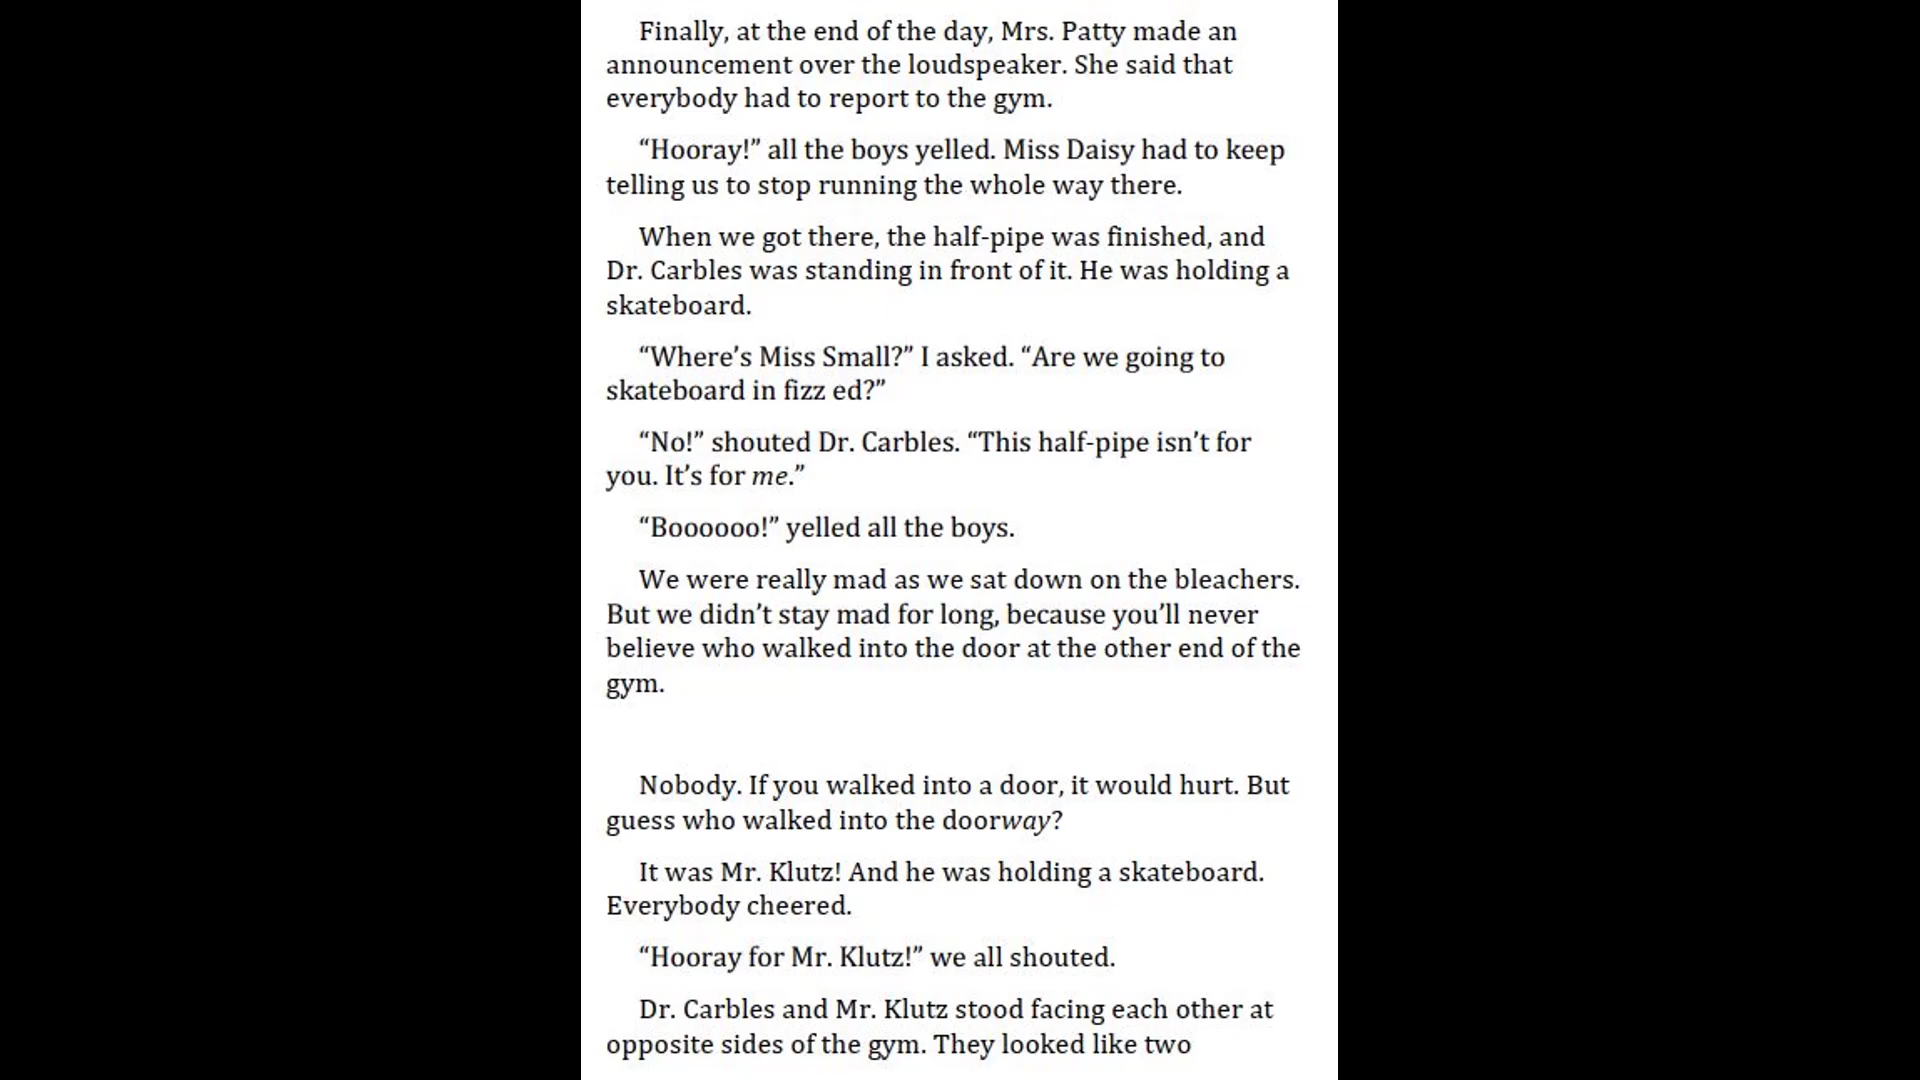 Finally, at the end of the day, Mrs. Patty made an
announcement over the loudspeaker. She said that
everybody had to report to the gym.
“Hooray!” all the boys yelled. Miss Daisy had to keep
telling us to stop running the whole way there.
When we got there, the half-pipe was finished, and
Dr. Carbles was standing in front of it. He was holding a
skateboard.
“Where’s Miss Small?” I asked. “Are we going to
skateboard in fizz ed?”
“No!” shouted Dr. Carbles. “This half-pipe isn’t for
you. It’s for me.”
“Boooooo!” yelled all the boys.
We were really mad as we sat down on the bleachers.
But we didn’t stay mad for long, because you’ll never
believe who walked into the door at the other end of the
gym.
Nobody. If you walked into a door, it would hurt. But
guess who walked into the doorway?
It was Mr. Klutz! And he was holding a skateboard.
Everybody cheered.
“Hooray for Mr. Klutz!” we all shouted.
Dr. Carbles and Mr. Klutz stood facing each other at
opposite sides of the gym. They looked like two